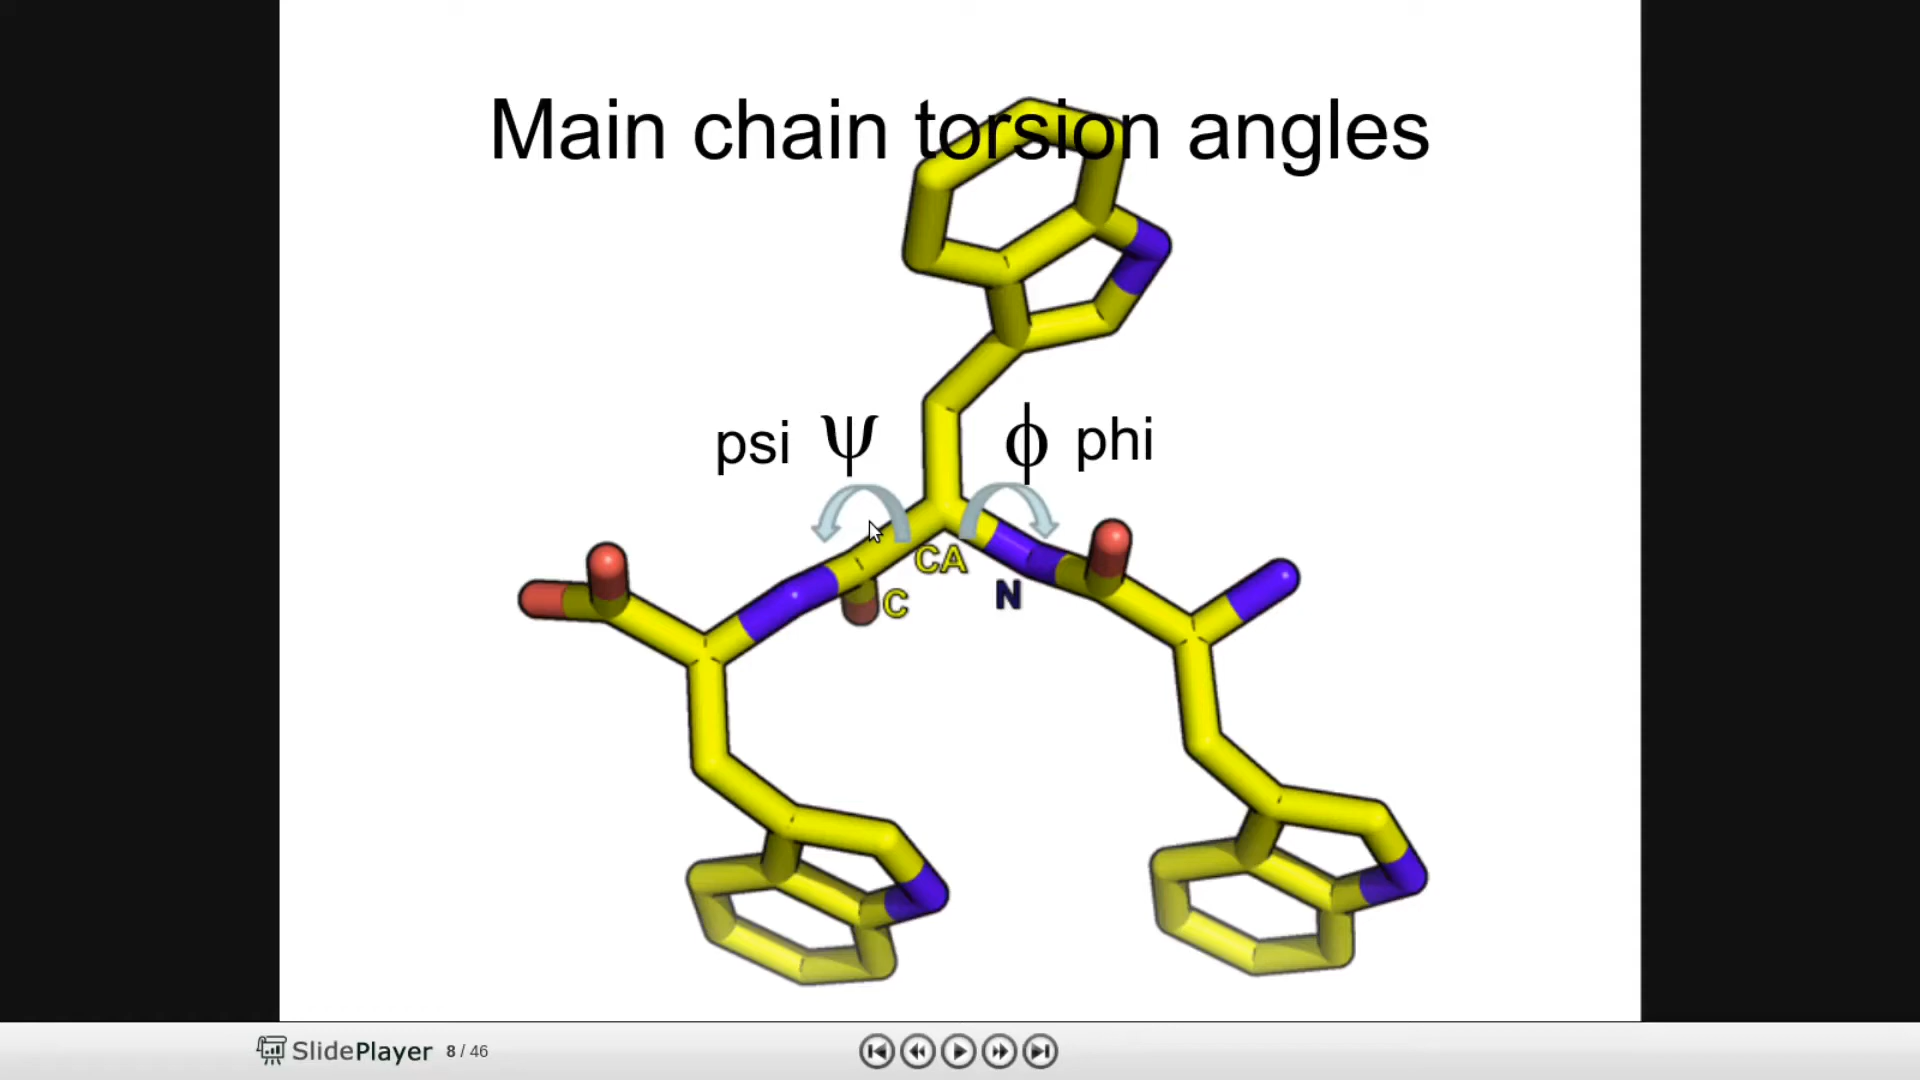 Main chain torsion angles
psi ψ ϕ phi
CA
C N
SlidePlayer 8 / 46